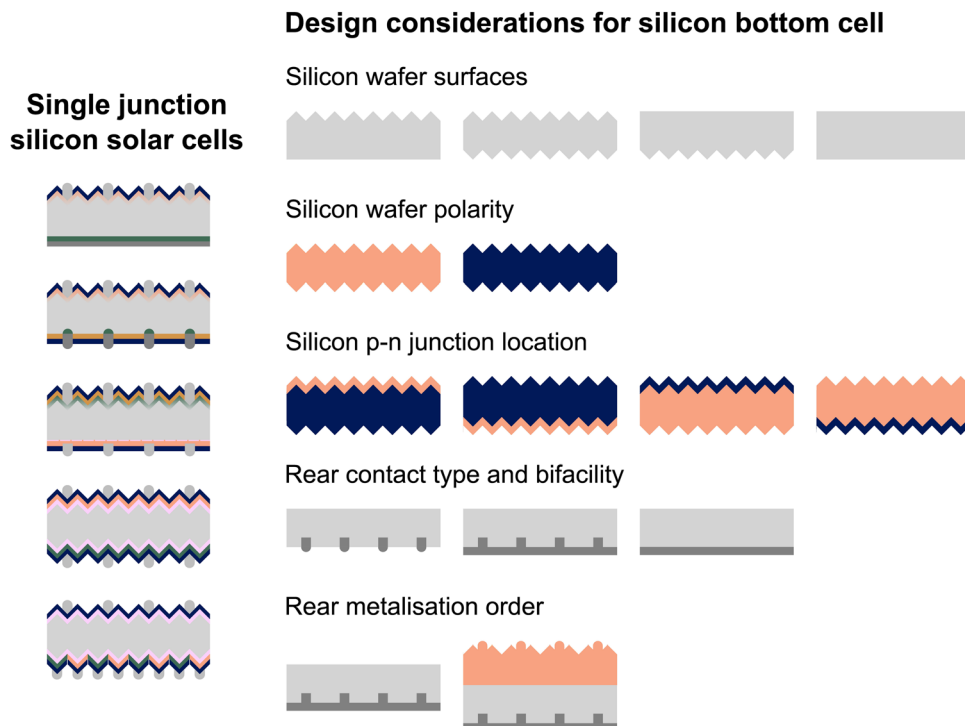 Design considerations for silicon bottom cell
Single junction
silicon solar cells
Silicon wafer surfaces
Silicon wafer polarity
Silicon p-n junction location
Rear contact type and bifacility
Rear metalisation order